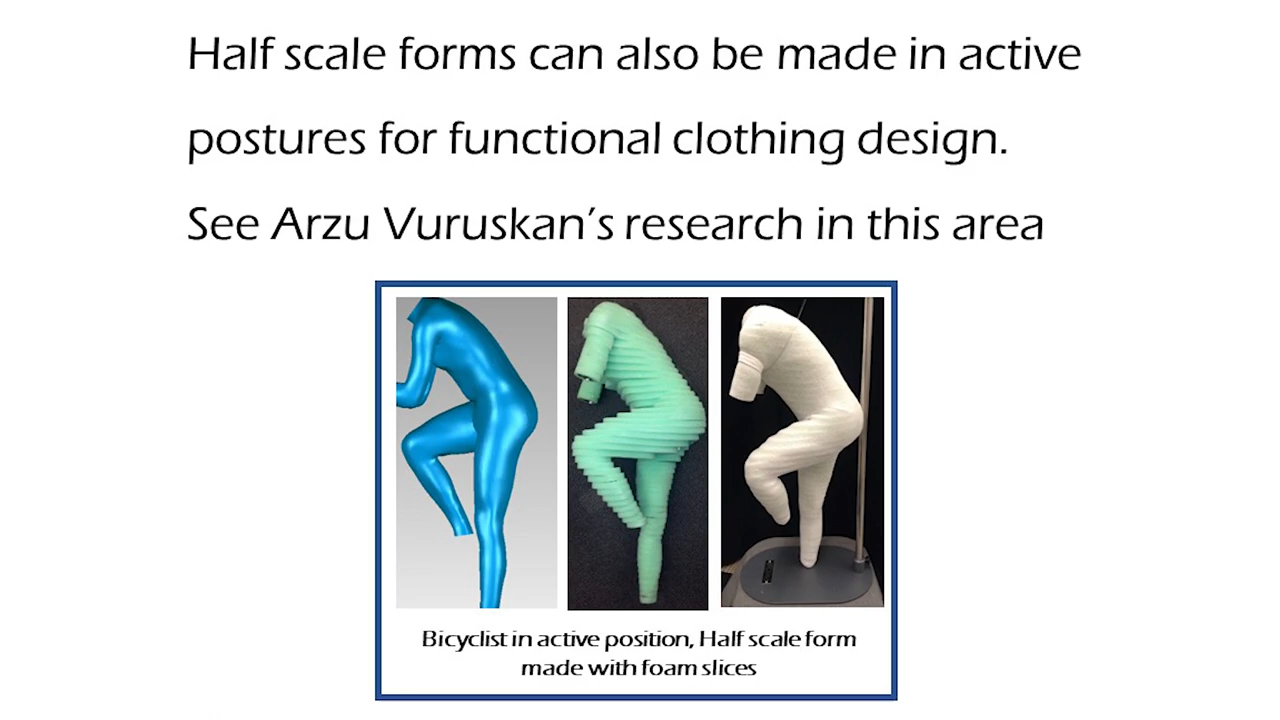 Half scale forms can also be made in active
postures for functional clothing design.
See Arzu Vuruskan's research in this area
Bicyclist in active position, Half scale form
made with foam slices